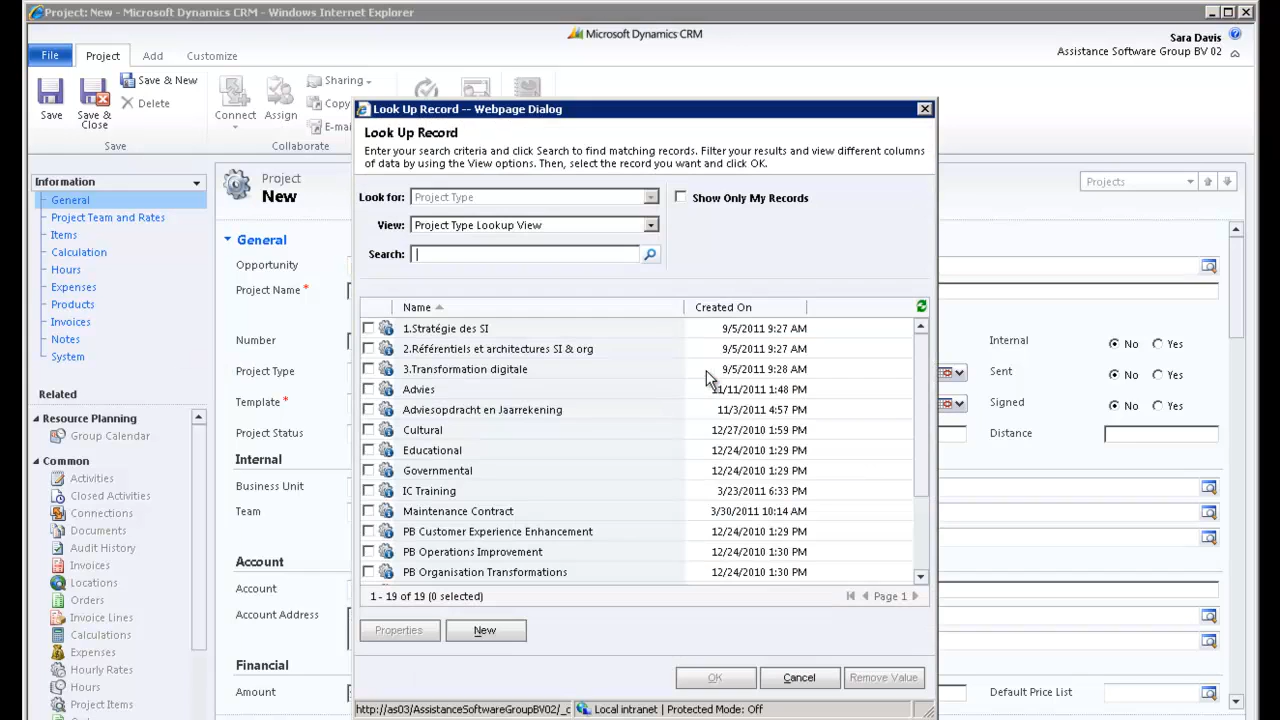 Project: New - Microsoft Dynamics CRM - Windows Internet Explorer
Microsoft Dynamics CRM
Sara Davis
Assistance Software Group BV 02
File Project Add Customize
Save
Save & Close
Save & New
Delete
Save
Connect
Assign
Sharing
Copy
E-mai
Collaborate
Information
General
Project Team and Rates
Items
Calculation
Hours
Expenses
Products
Invoices
Notes
System
Related
Resource Planning
Group Calendar
Common
Activities
Closed Activities
Connections
Documents
Audit History
Invoices
Locations
Orders
Invoice Lines
Calculations
Expenses
Hourly Rates
Hours
Project Items
Project
New
Projects
General
Opportunity
Project Name *
Number
Project Type
Template *
Project Status
Internal
Business Unit
Team
Account
Account
Account Address
Financial
Amount
Internal No Yes
Sent No Yes
Signed No Yes
Distance
Default Price List
Look Up Record -- Webpage Dialog
Look Up Record
Enter your search criteria and click Search to find matching records. Filter your results and view different columns
of data by using the View options. Then, select the record you want and click OK.
Look for: Project Type
Show Only My Records
View: Project Type Lookup View
Search:
Name Created On
1.Stratégie des SI 9/5/2011 9:27 AM
2.Référentiels et architectures SI & org 9/5/2011 9:27 AM
3.Transformation digitale 9/5/2011 9:28 AM
Advies 11/11/2011 1:48 PM
Adviesopdracht en Jaarrekening 11/3/2011 4:57 PM
Cultural 12/27/2010 1:59 PM
Educational 12/24/2010 1:29 PM
Governmental 12/24/2010 1:29 PM
IC Training 3/23/2011 6:33 PM
Maintenance Contract 3/30/2011 10:14 AM
PB Customer Experience Enhancement 12/24/2010 1:29 PM
PB Operations Improvement 12/24/2010 1:30 PM
PB Organisation Transformations 12/24/2010 1:30 PM
1 - 19 of 19 (0 selected)
Page 1
Properties New
OK Cancel Remove Value
http://as03/AssistanceSoftwareGroupBV02/_c Local intranet | Protected Mode: Off